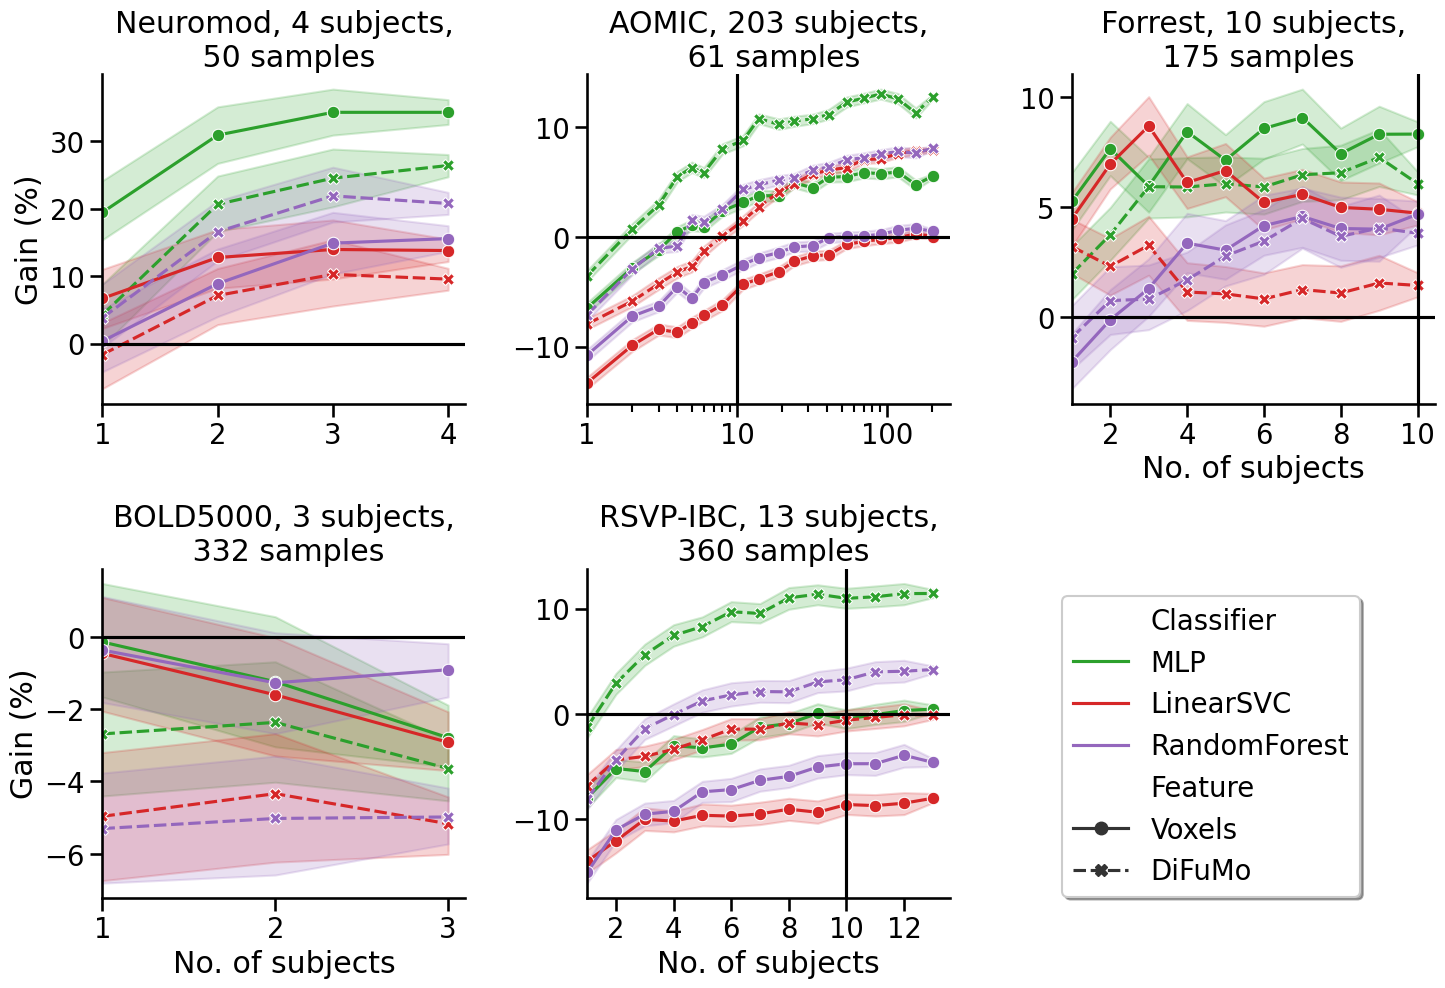 Neuromod, 4 subjects,
50 samples
AOMIC, 203 subjects,
61 samples
Forrest, 10 subjects,
175 samples
Gain (%)
30
20
10
0
1
2
3
4
10
0
−10
1
10
100
10
5
0
2
4
6
8
10
No. of subjects
BOLD5000, 3 subjects,
332 samples
RSVP-IBC, 13 subjects,
360 samples
Gain (%)
0
−2
−4
−6
1
2
3
No. of subjects
10
0
−10
2
4
6
8
10
12
No. of subjects
Classifier
MLP
LinearSVC
RandomForest
Feature
Voxels
DiFuMo